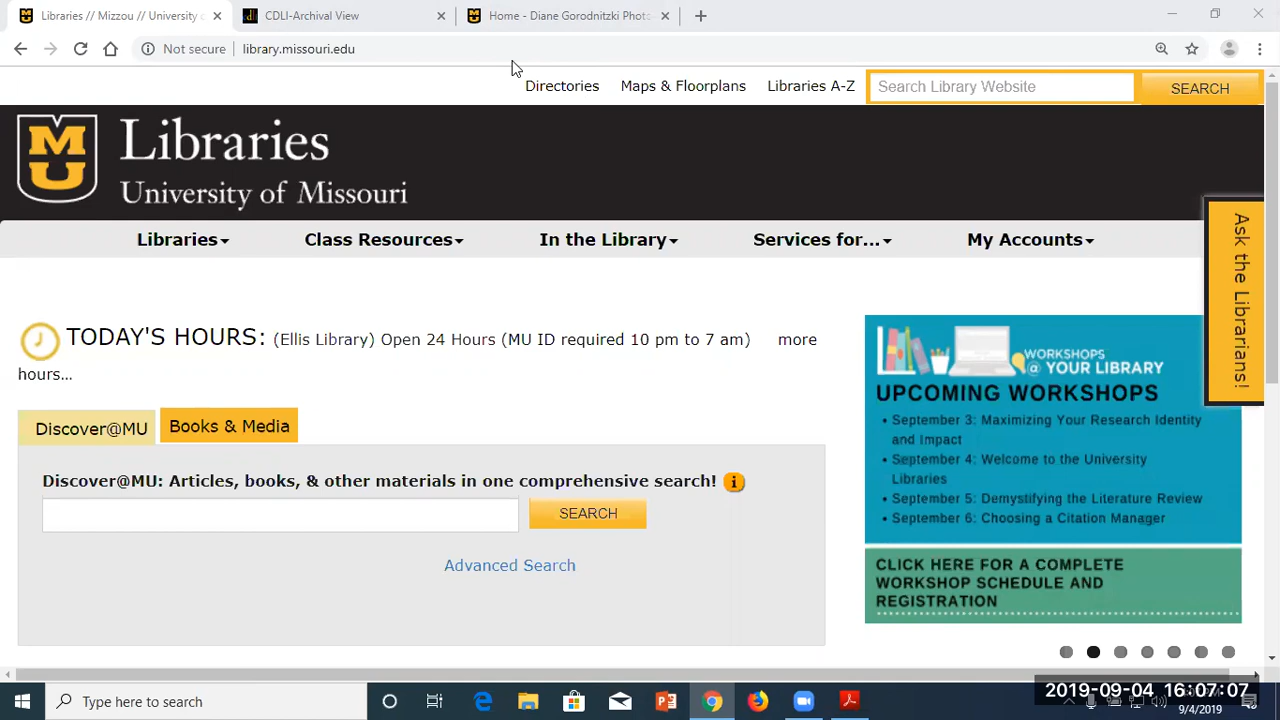 Libraries // Mizzou // University
CDLI-Archival View
Home - Diane Gorodnitzki Photo
Not secure
library.missouri.edu
Directories
Maps & Floorplans
Libraries A-Z
Search Library Website
SEARCH
MU
Libraries
University of Missouri
Libraries
Class Resources
In the Library
Services for...
My Accounts
Ask the Librarians!
TODAY'S HOURS: (Ellis Library) Open 24 Hours (MU ID required 10 pm to 7 am) more
hours...
Discover@MU
Books & Media
Discover@MU: Articles, books, & other materials in one comprehensive search!
i
SEARCH
Advanced Search
WORKSHOPS
@ YOUR LIBRARY
UPCOMING WORKSHOPS
• September 3: Maximizing Your Research Identity
and Impact
• September 4: Welcome to the University
Libraries
• September 5: Demystifying the Literature Review
• September 6: Choosing a Citation Manager
CLICK HERE FOR A COMPLETE
WORKSHOP SCHEDULE AND
REGISTRATION
Type here to search
2019-09-04 16:07:07
9/4/2019